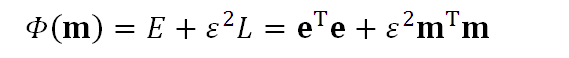 Φ(m) = E + ε²L = eᵀe + ε²mᵀm